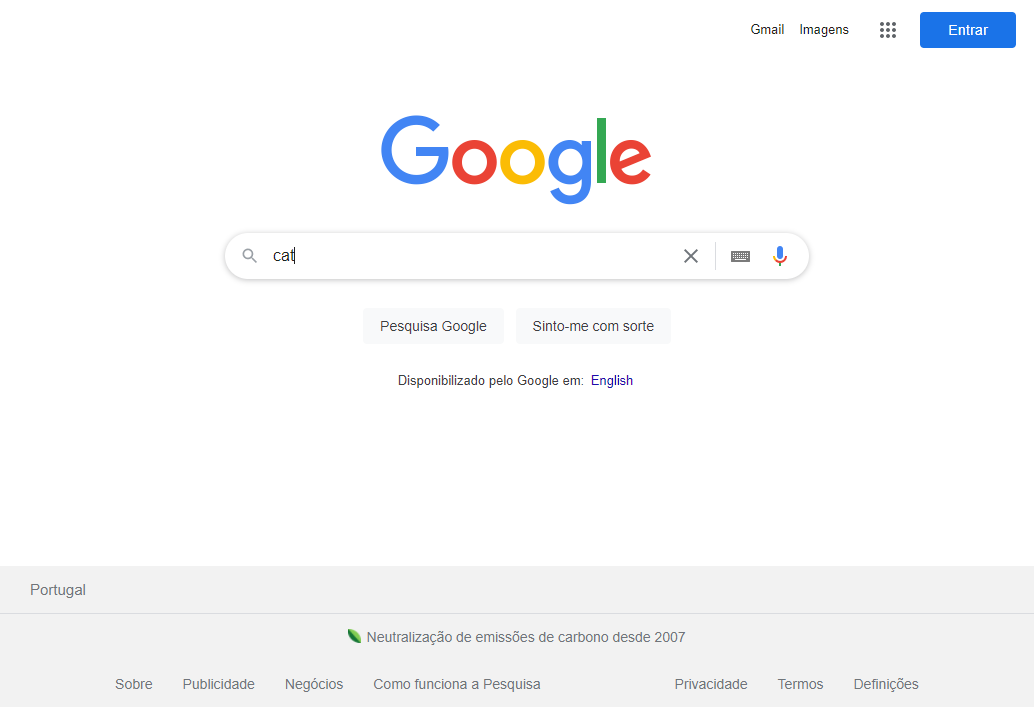 Gmail Imagens Entrar
Google
cat
Pesquisa Google Sinto-me com sorte
Disponibilizado pelo Google em: English
Portugal
Neutralização de emissões de carbono desde 2007
Sobre Publicidade Negócios Como funciona a Pesquisa Privacidade Termos Definições